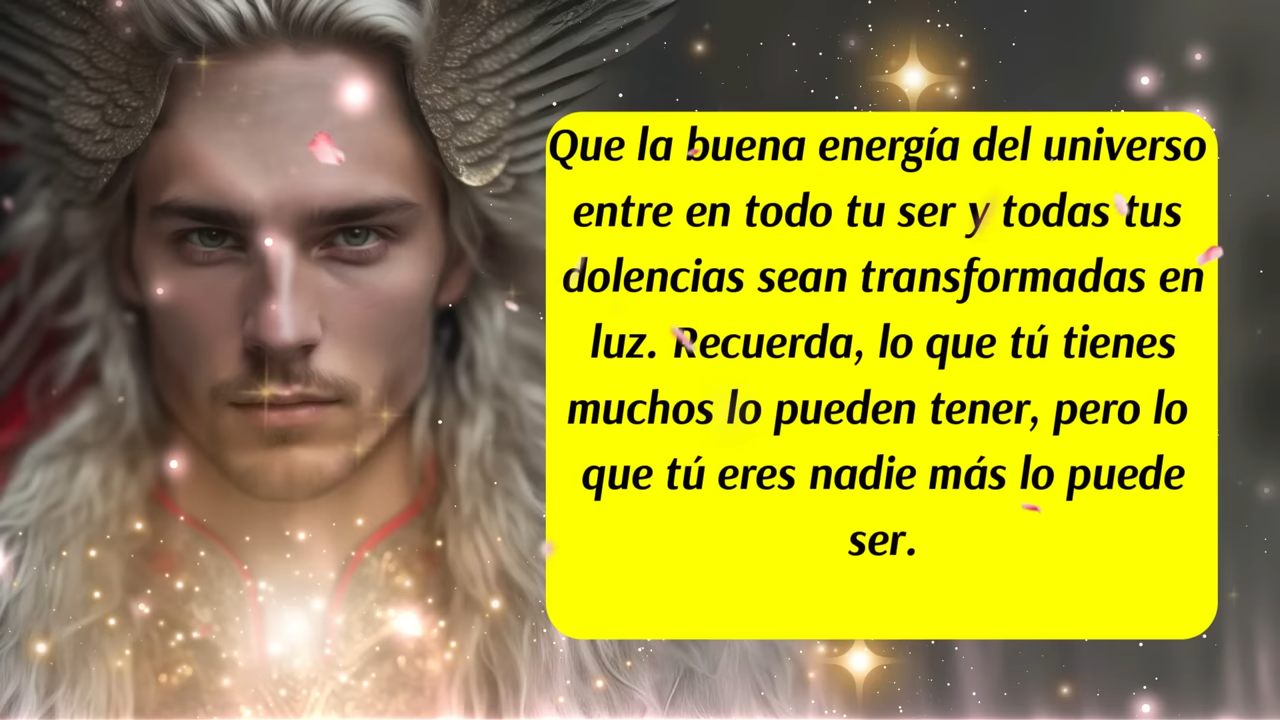 Que la buena energía del universo
entre en todo tu ser y todas tus
dolencias sean transformadas en
luz. Recuerda, lo que tú tienes
muchos lo pueden tener, pero lo
que tú eres nadie más lo puede
ser.